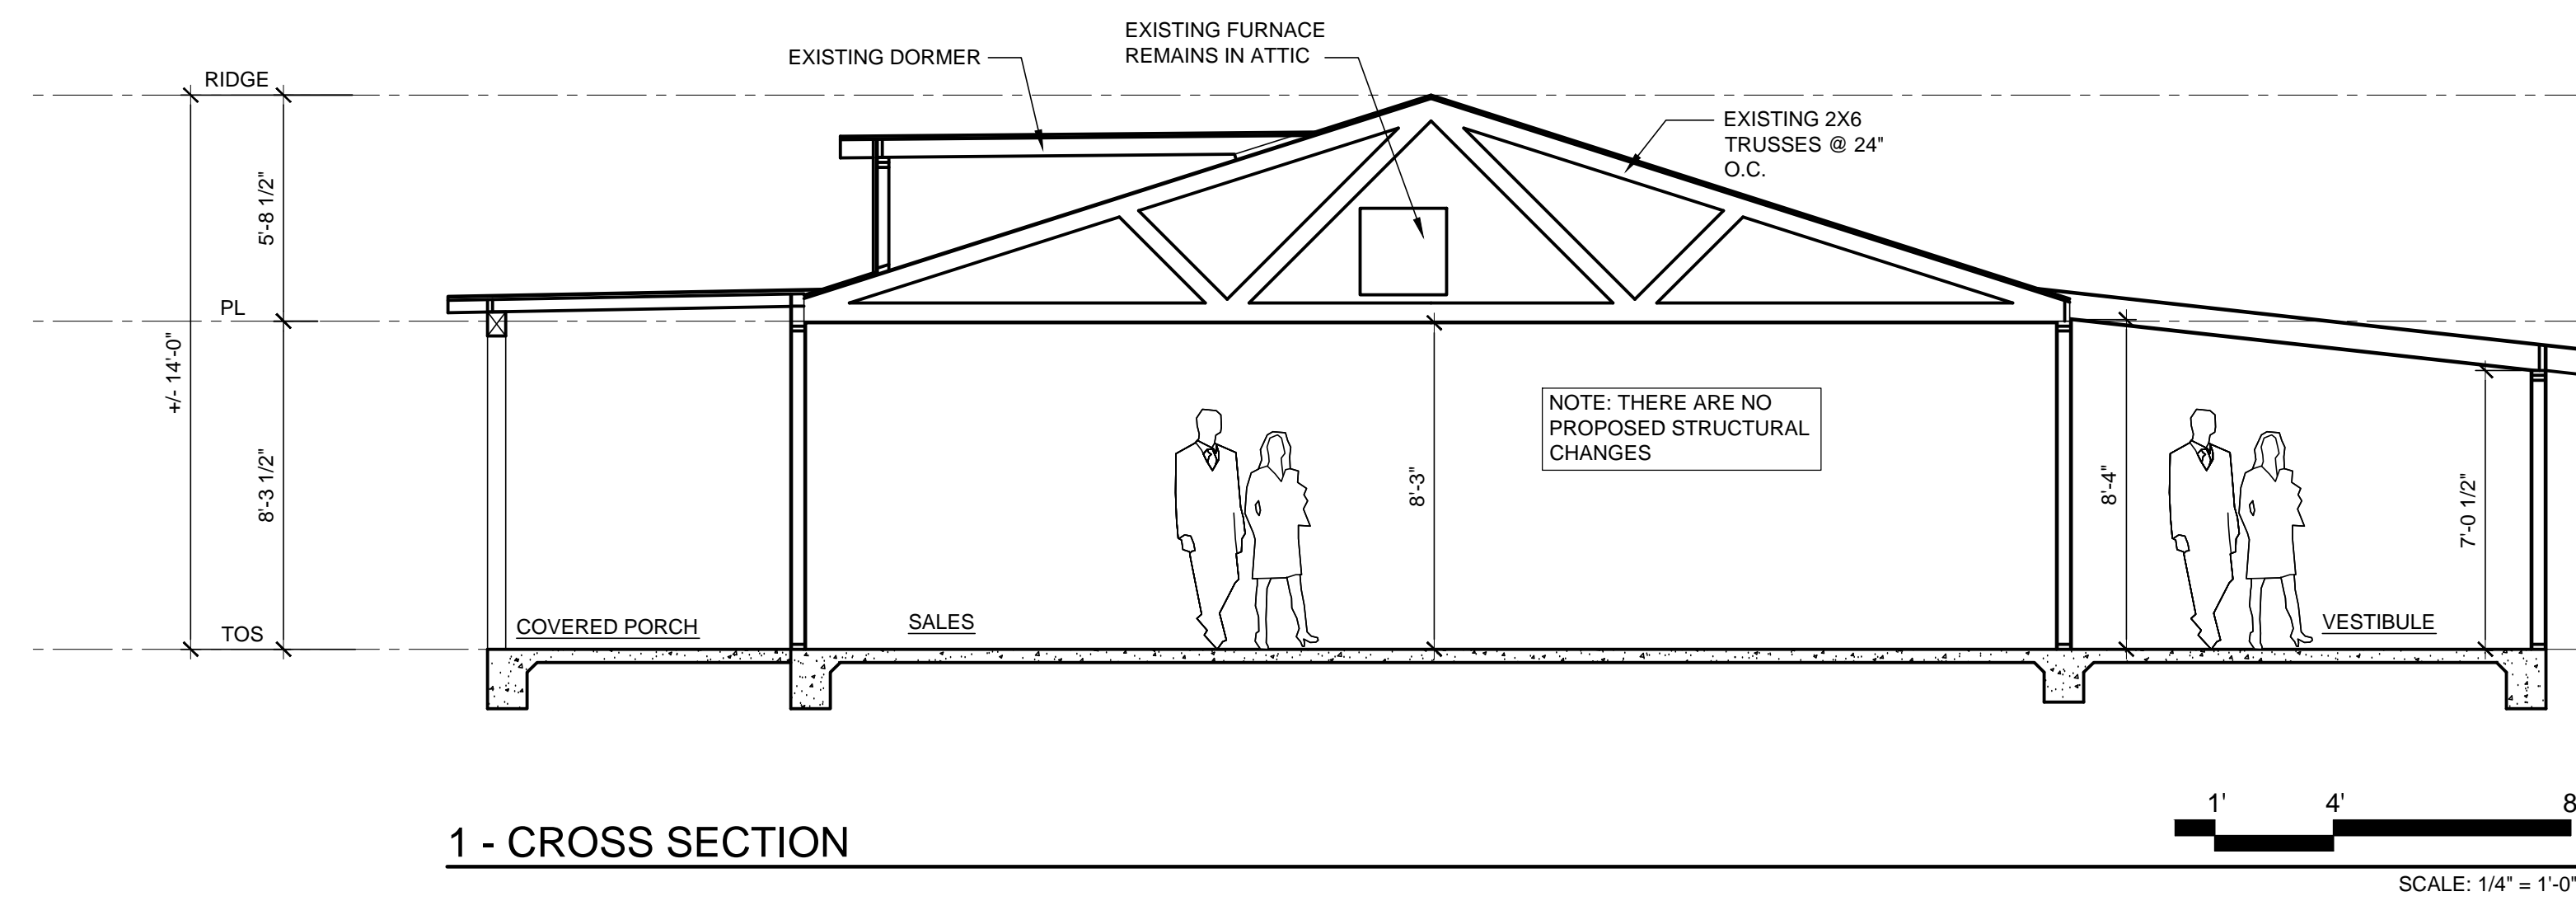 EXISTING FURNACE
REMAINS IN ATTIC
EXISTING DORMER
RIDGE
EXISTING 2X6
TRUSSES @ 24"
O.C.
5'-8 1/2"
PL
+/- 14'-0"
8'-3 1/2"
NOTE: THERE ARE NO
PROPOSED STRUCTURAL
CHANGES
8'-3"
8'-4"
7'-0 1/2"
TOS
COVERED PORCH
SALES
VESTIBULE
1'
4'
8
1 - CROSS SECTION
SCALE: 1/4" = 1'-0"